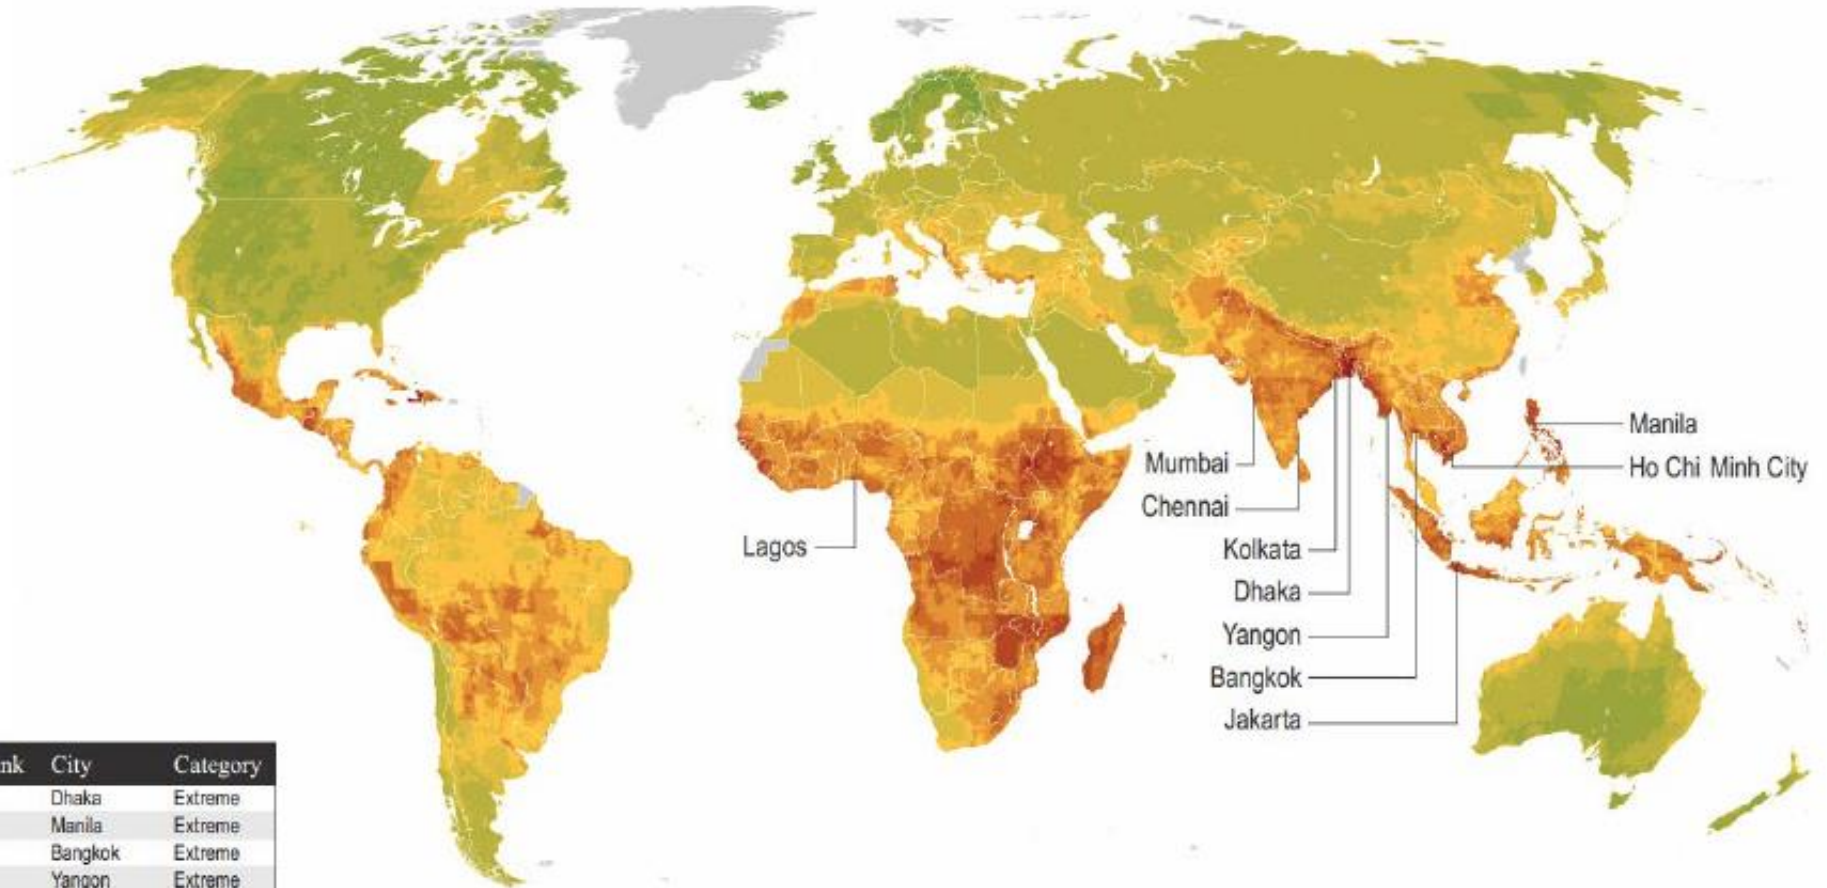 Manila
Mumbai
Ho Chi Minh City
Chennai
Lagos
Kolkata
Dhaka
Yangon
Bangkok
Jakarta
nk City Category
Dhaka Extreme
Manila Extreme
Bangkok Extreme
Yangon Extreme